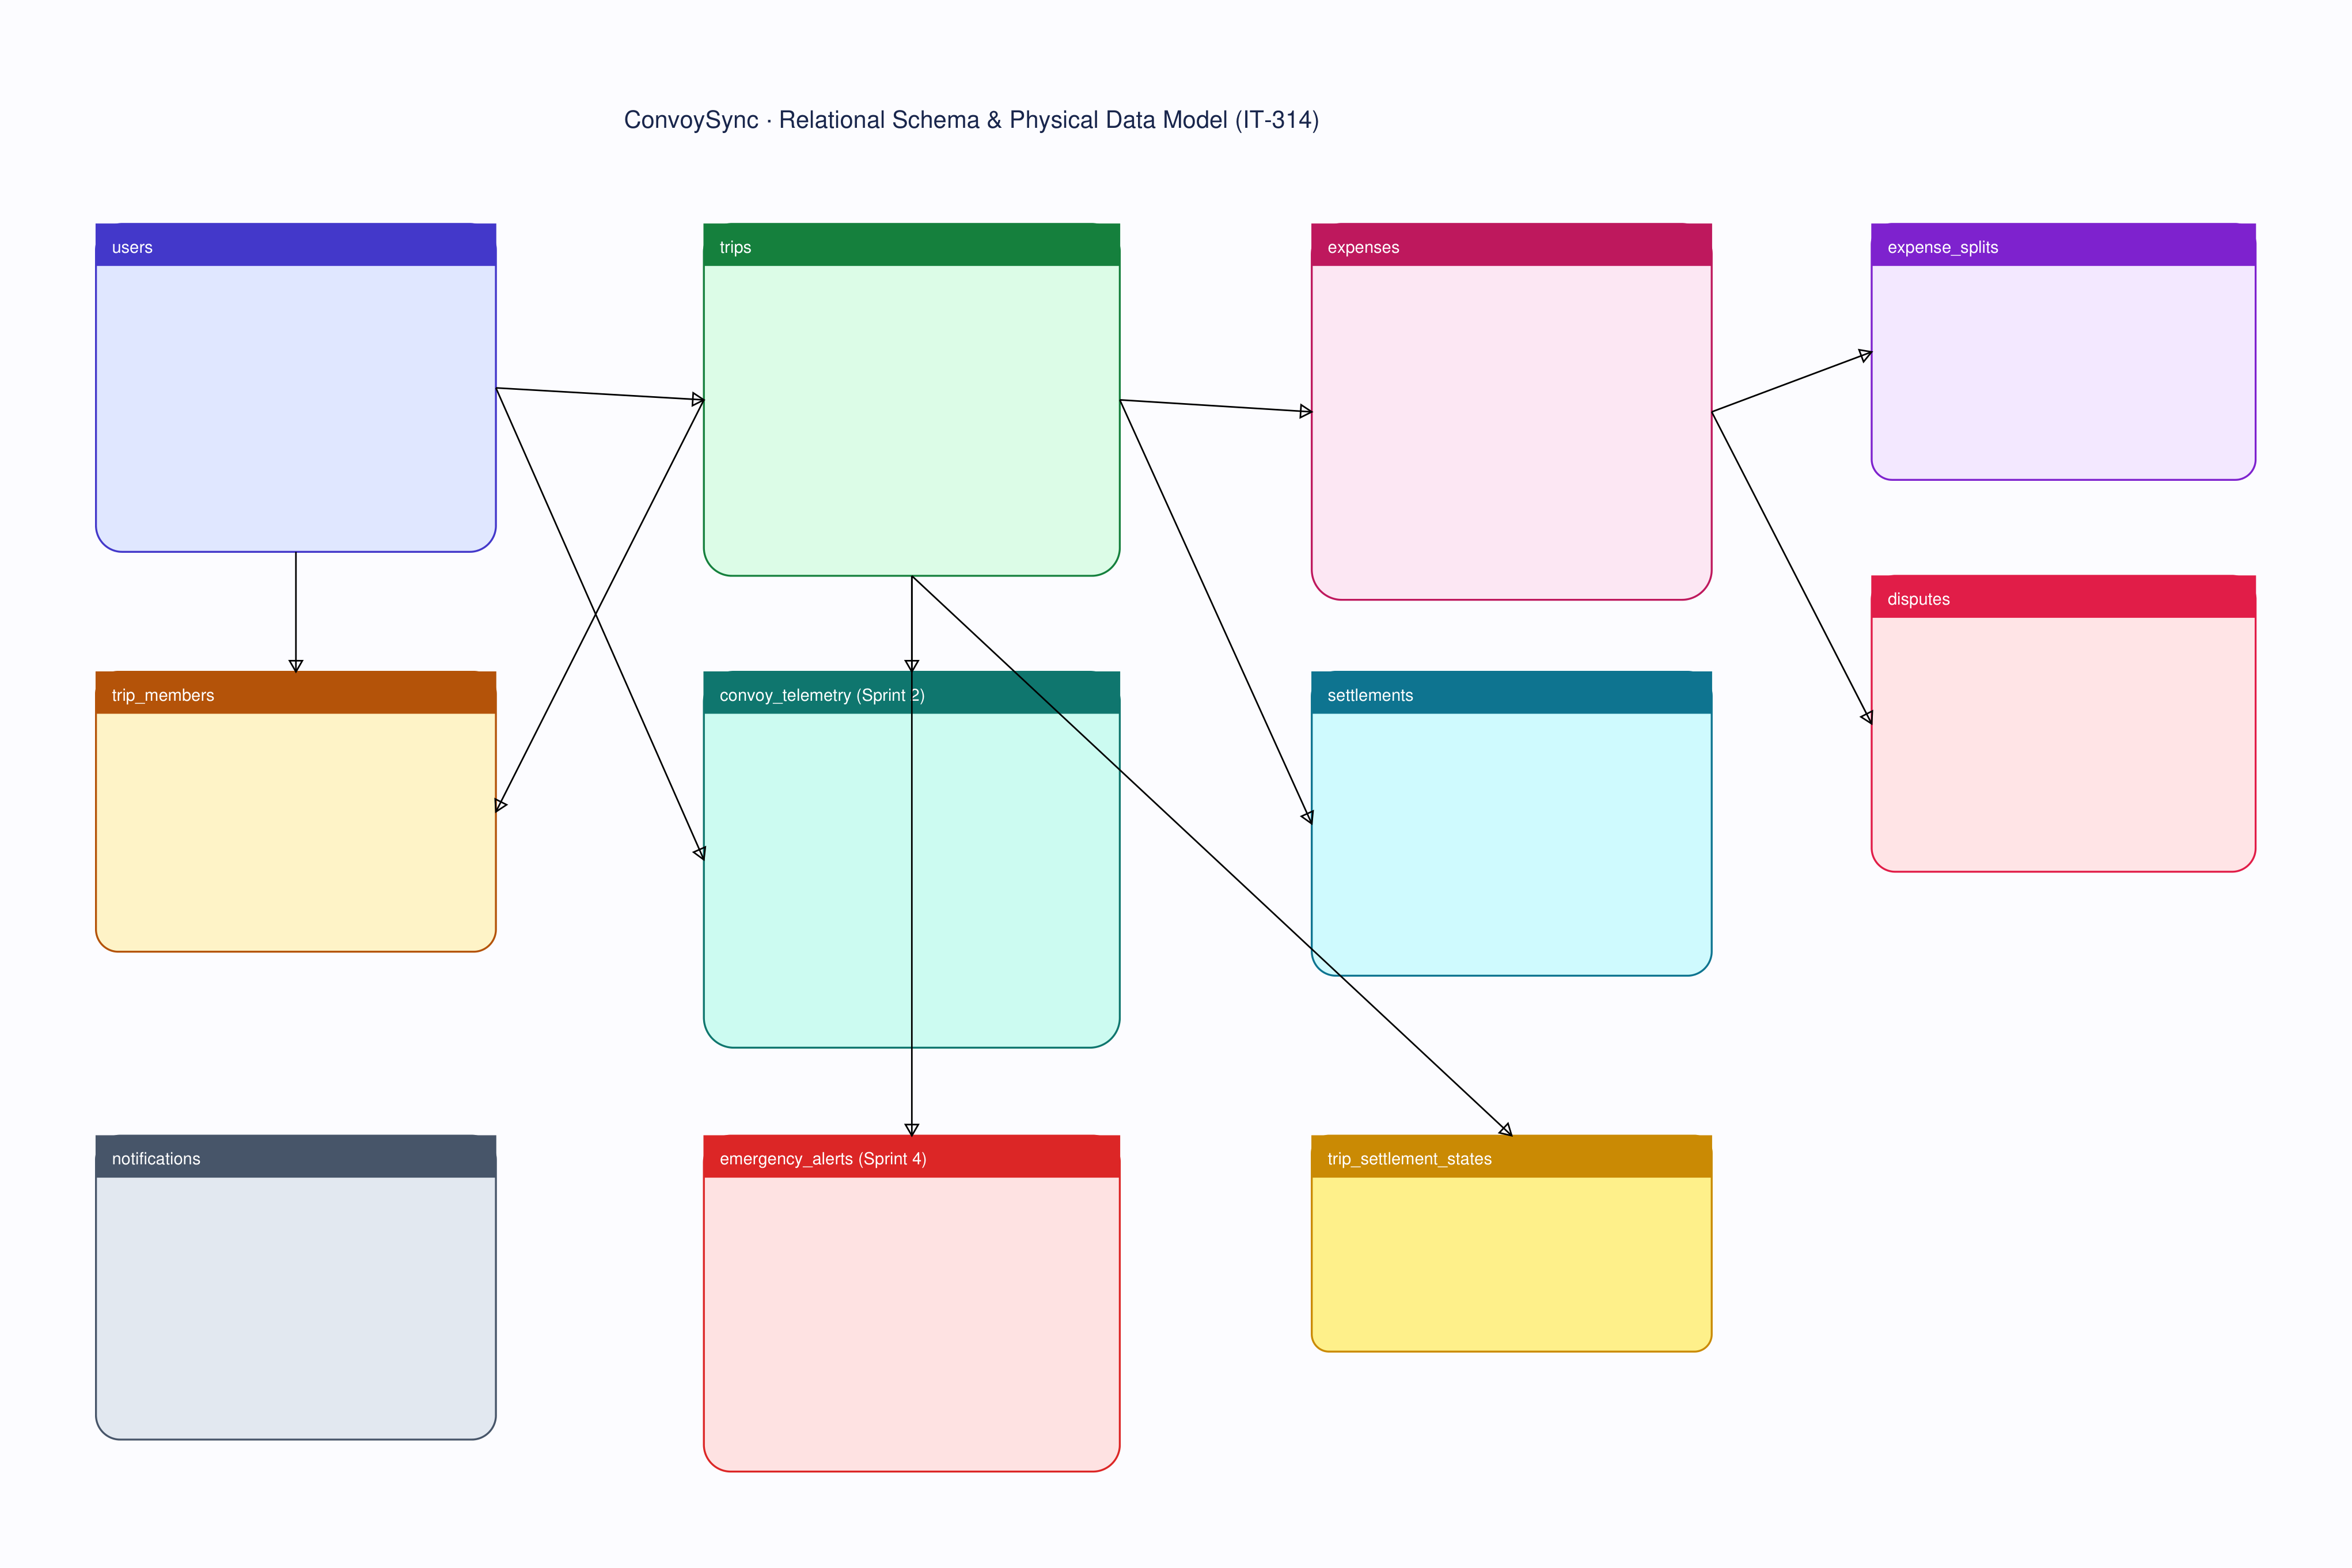 ConvoySync · Relational Schema & Physical Data Model (IT-314)
users
trips
expenses
expense_splits
disputes
trip_members
convoy_telemetry (Sprint 2)
settlements
notifications
emergency_alerts (Sprint 4)
trip_settlement_states